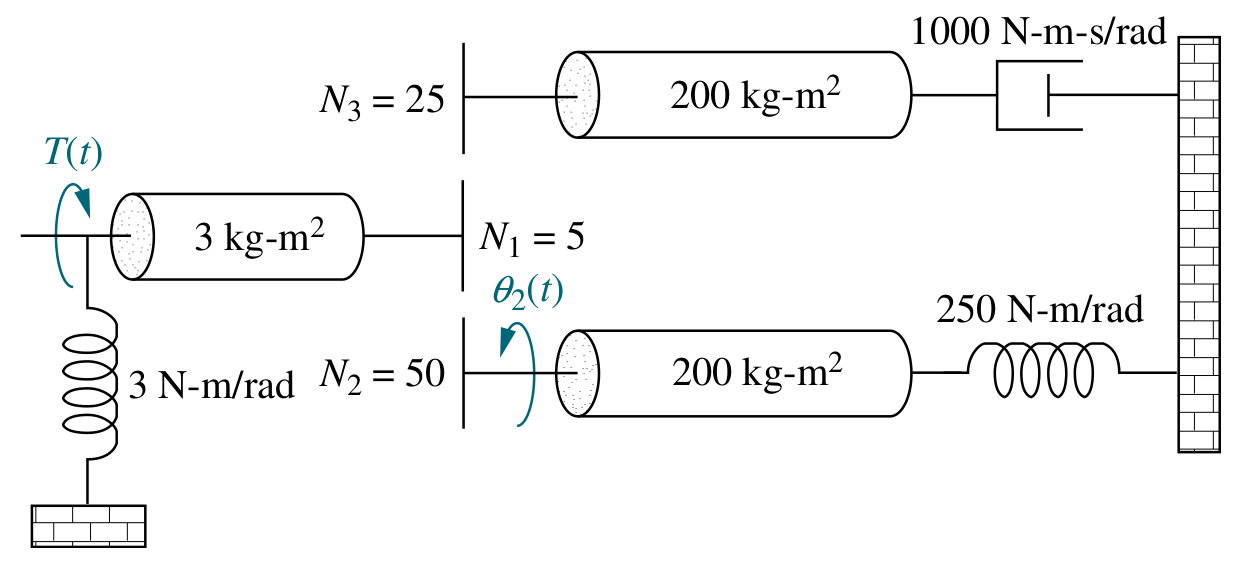 1000 N-m-s/rad
N₃ = 25
200 kg-m²
T(t)
3 kg-m²
N₁ = 5
θ₂(t)
250 N-m/rad
3 N-m/rad
N₂ = 50
200 kg-m²